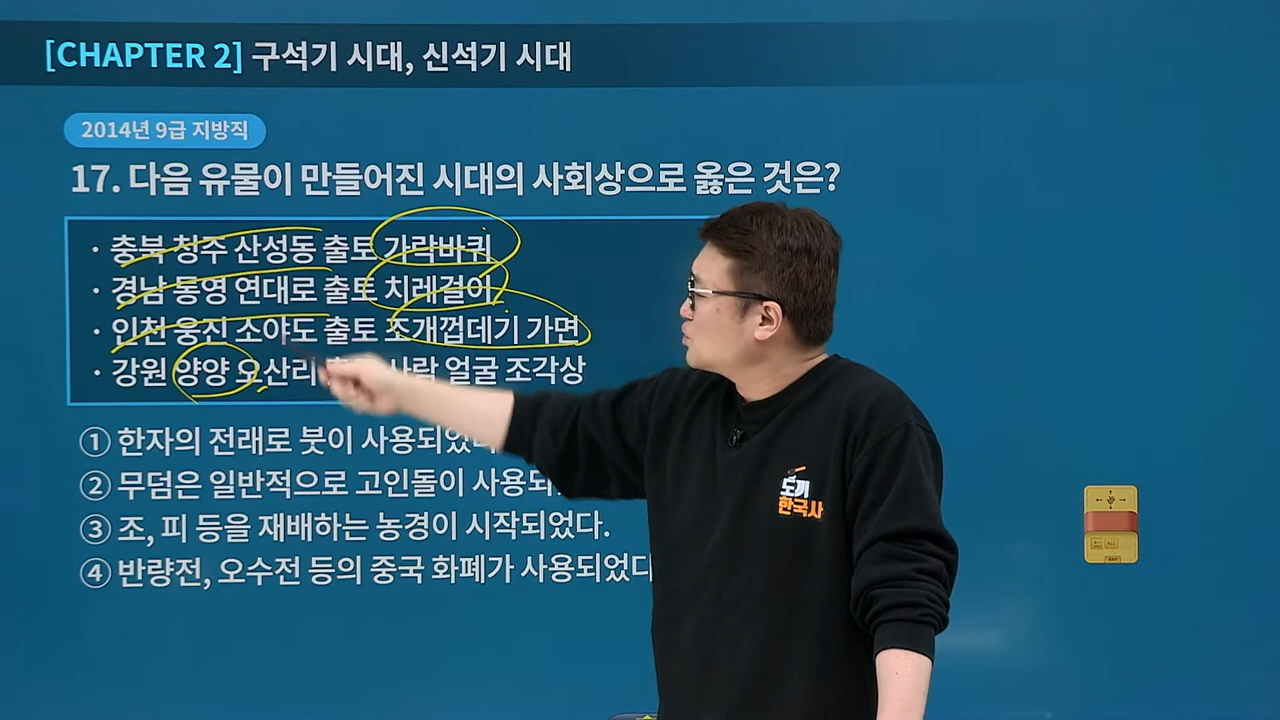 [CHAPTER 2] 구석기 시대, 신석기 시대
2014년 9급 지방직
17. 다음 유물이 만들어진 시대의 사회상으로 옳은 것은?
· 충북 청주 산성동 출토 가락바퀴
· 경남 통영 연대로 출토 치레걸이
· 인천 웅진 소야도 출토 조개껍데기 가면
· 강원 양양 오산리 사람 얼굴 조각상
① 한자의 전래로 붓이 사용되었
② 무덤은 일반적으로 고인돌이 사용되
③ 조, 피 등을 재배하는 농경이 시작되었다.
④ 반량전, 오수전 등의 중국 화폐가 사용되었다
도끼
한국사
ALL